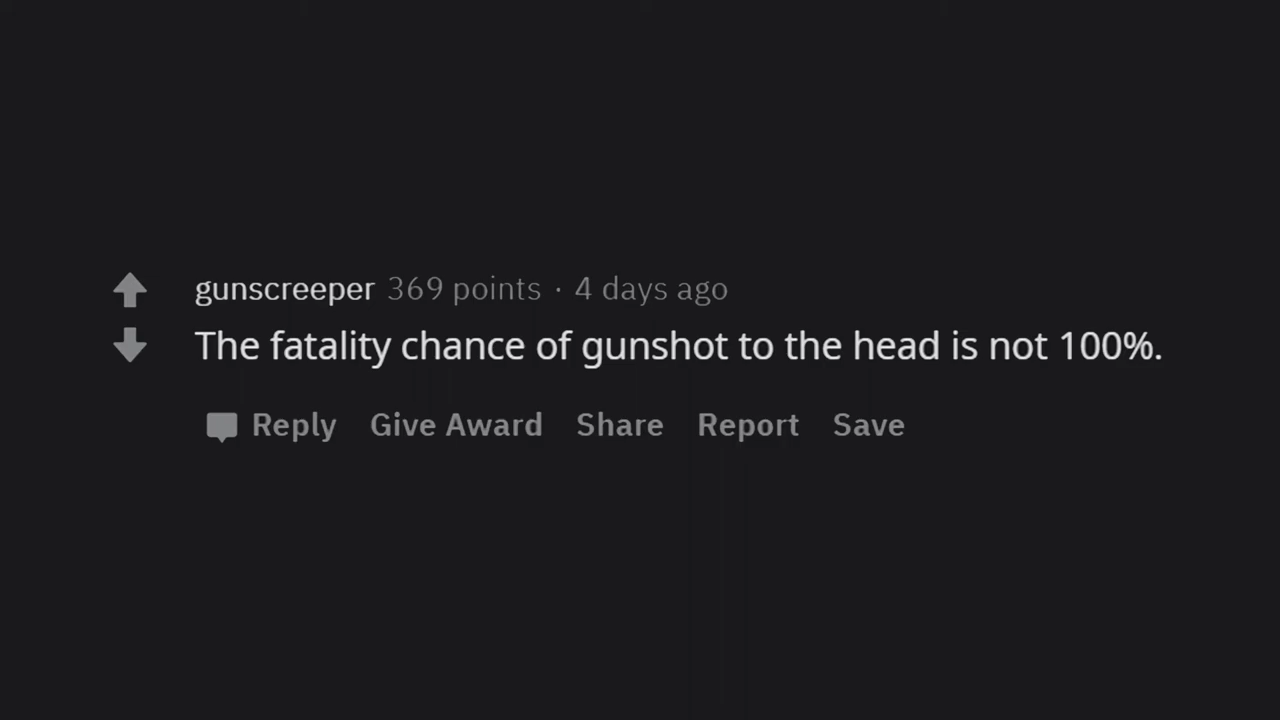 gunscreeper 369 points · 4 days ago
The fatality chance of gunshot to the head is not 100%.
Reply Give Award Share Report Save